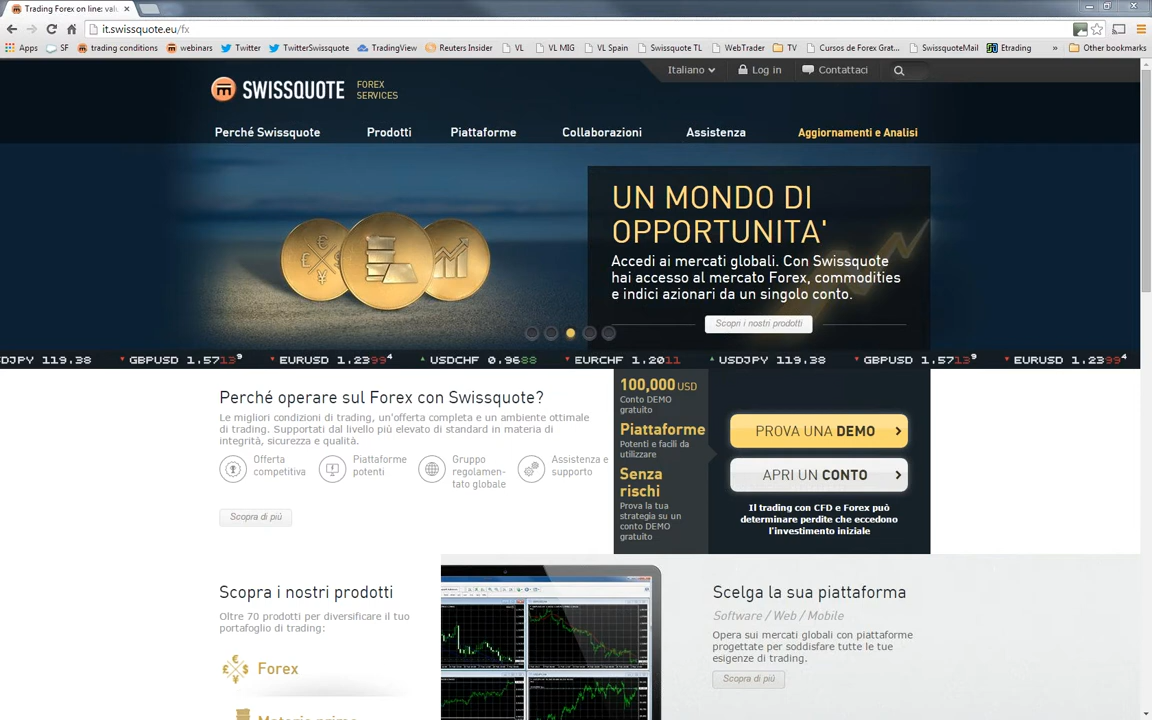 Trading Forex on line: valu
it.swissquote.eu/fx
Apps SF trading conditions webinars Twitter TwitterSwissquote TradingView Reuters Insider VL VL MIG VL Spain Swissquote TL WebTrader TV Cursos de Forex Grat... SwissquoteMail Etrading » Other bookmarks
Italiano Log in Contattaci
SWISSQUOTE FOREX
SERVICES
Perché Swissquote Prodotti Piattaforme Collaborazioni Assistenza Aggiornamenti e Analisi
UN MONDO DI
OPPORTUNITA'
Accedi ai mercati globali. Con Swissquote
hai accesso al mercato Forex, commodities
e indici azionari da un singolo conto.
Scopri i nostri prodotti
SDJPY 119.38 GBPUSD 1.5713⁹ EURUSD 1.2399⁴ USDCHF 0.9688 EURCHF 1.2011 USDJPY 119.38 GBPUSD 1.5713⁹ EURUSD 1.2399⁴
Perché operare sul Forex con Swissquote?
Le migliori condizioni di trading, un'offerta completa e un ambiente ottimale
di trading. Supportati dal livello più elevato di standard in materia di
integrità, sicurezza e qualità.
Offerta
competitiva
Piattaforme
potenti
Gruppo
regolamen-
tato globale
Assistenza e
supporto
Scopra di più
100,000 USD
Conto DEMO
gratuito
Piattaforme
Potenti e facili da
utilizzare
Senza
rischi
Prova la tua
strategia su un
conto DEMO
gratuito
PROVA UNA DEMO
APRI UN CONTO
Il trading con CFD e Forex può
determinare perdite che eccedono
l'investimento iniziale
Scopra i nostri prodotti
Oltre 70 prodotti per diversificare il tuo
portafoglio di trading:
Forex
Materie prime
Scelga la sua piattaforma
Software / Web / Mobile
Opera sui mercati globali con piattaforme
progettate per soddisfare tutte le tue
esigenze di trading.
Scopra di più